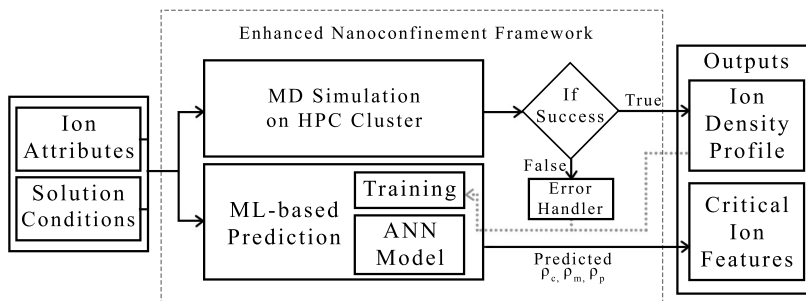 Enhanced Nanoconfinement Framework
Ion
Attributes
Solution
Conditions
MD Simulation
on HPC Cluster
ML-based
Prediction
Training
ANN
Model
If
Success
True
False
Error
Handler
Predicted
ρc, ρm, ρp
Outputs
Ion
Density
Profile
Critical
Ion
Features